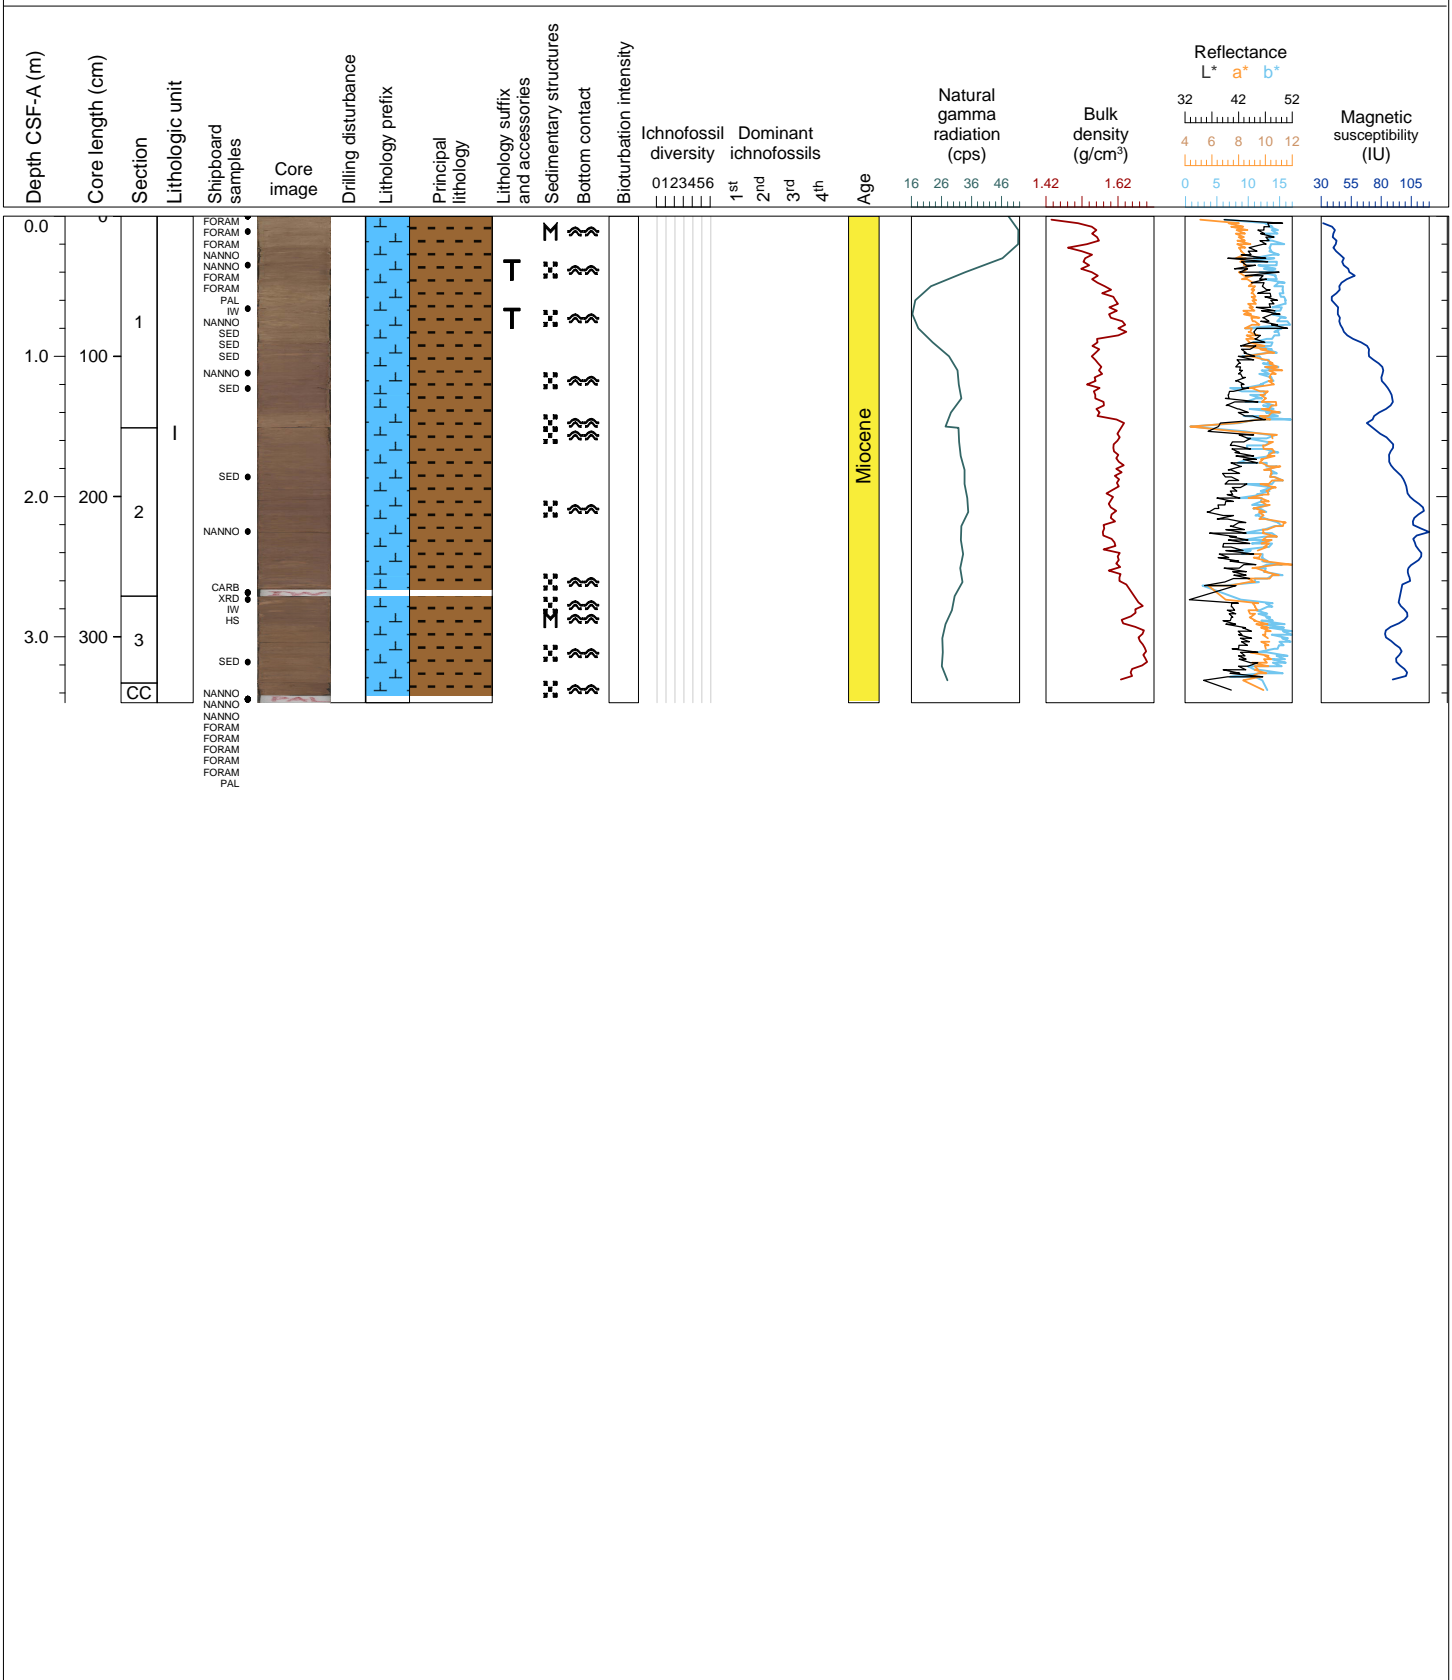 Depth CSF-A (m)
Core length (cm)
Section
Lithologic unit
Shipboard
samples
Core
image
Drilling disturbance
Lithology prefix
Principal
lithology
Lithology suffix
and accessories
Sedimentary structures
Bottom contact
Bioturbation intensity
Ichnofossil
diversity
0123456
Dominant
ichnofossils
1st 2nd 3rd 4th
Age
Natural
gamma
radiation
(cps)
16 26 36 46
Bulk
density
(g/cm³)
1.42 1.62
Reflectance
L* a* b*
32 42 52
4 6 8 10 12
0 5 10 15
Magnetic
susceptibility
(IU)
30 55 80 105
0.0
1.0
2.0
3.0
0
100
200
300
1
2
3
CC
I
FORAM
FORAM
FORAM
NANNO
NANNO
FORAM
FORAM
PAL
IW
NANNO
SED
SED
SED
NANNO
SED
SED
NANNO
CARB
XRD
IW
HS
SED
NANNO
NANNO
NANNO
FORAM
FORAM
FORAM
FORAM
FORAM
PAL
IW
PAL
T
T
M
M
Miocene